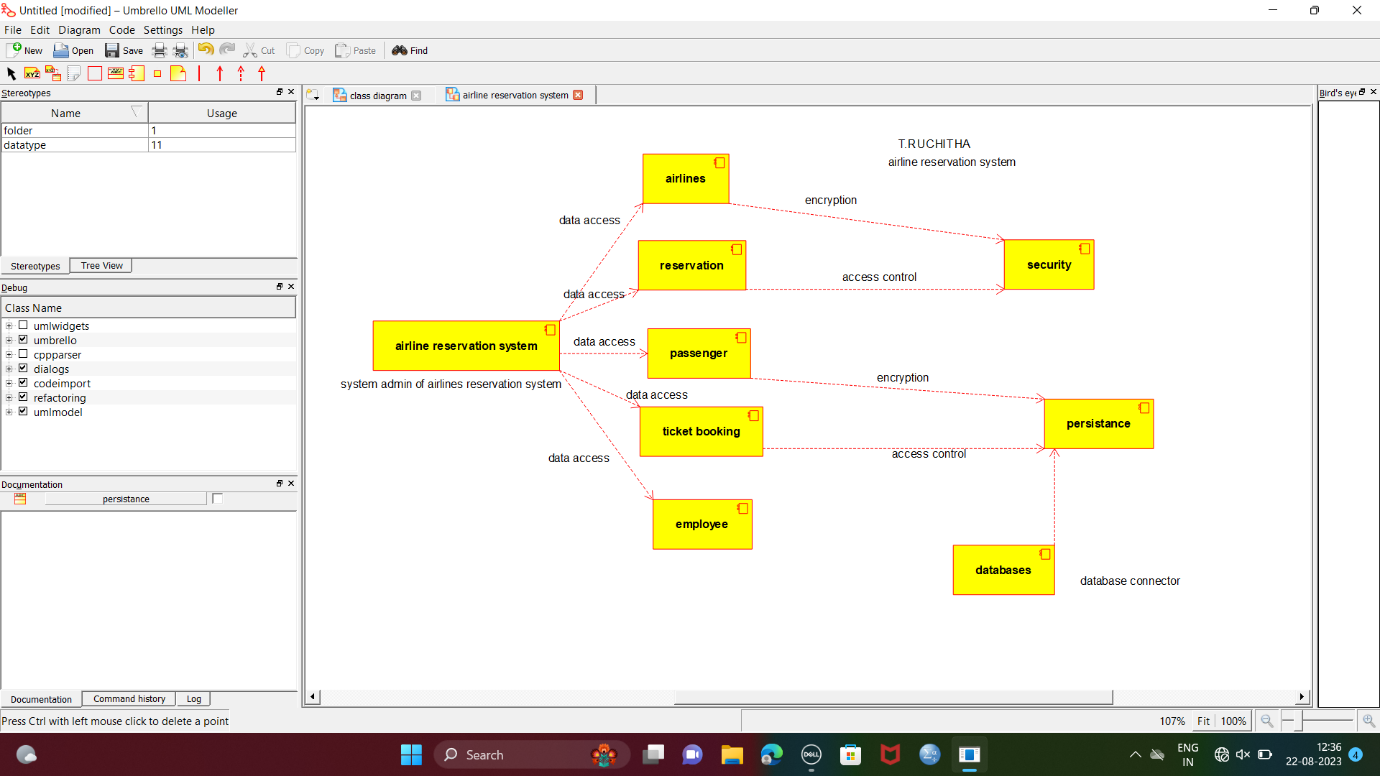 Untitled [modified] – Umbrello UML Modeller
File Edit Diagram Code Settings Help
New Open Save Cut Copy Paste Find
Stereotypes
Name Usage
folder 1
datatype 11
Stereotypes Tree View
Debug
Class Name
umlwidgets
umbrello
cppparser
dialogs
codeimport
refactoring
umlmodel
Documentation
persistance
Documentation Command history Log
Press Ctrl with left mouse click to delete a point
class diagram airline reservation system
Bird's eye
T.RUCHITHA
airline reservation system
airlines
encryption
data access
reservation
security
access control
data access
airline reservation system
data access
passenger
system admin of airlines reservation system
encryption
data access
ticket booking
persistance
access control
data access
employee
databases
database connector
107% Fit 100%
Search
DELL
ENG
IN
12:36
22-08-2023
4